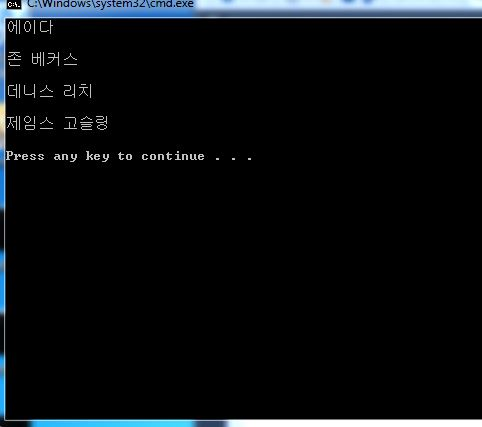 C:\Windows\system32\cmd.exe
에이다
존 베커스
데니스 리치
제임스 고슬링
Press any key to continue . . .